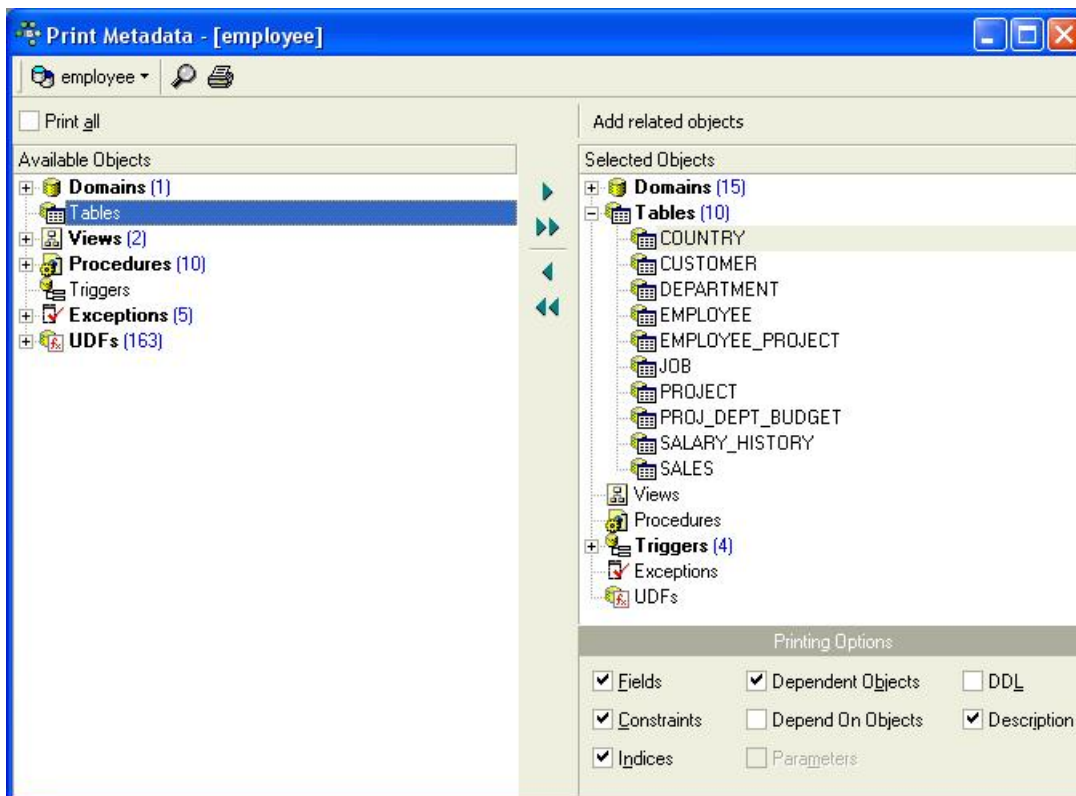 Print Metadata - [employee]
employee
Print all
Add related objects
Available Objects
Domains (1)
Tables
Views (2)
Procedures (10)
Triggers
Exceptions (5)
UDFs (163)
Selected Objects
Domains (15)
Tables (10)
COUNTRY
CUSTOMER
DEPARTMENT
EMPLOYEE
EMPLOYEE_PROJECT
JOB
PROJECT
PROJ_DEPT_BUDGET
SALARY_HISTORY
SALES
Views
Procedures
Triggers (4)
Exceptions
UDFs
Printing Options
Fields
Dependent Objects
DDL
Constraints
Depend On Objects
Description
Indices
Parameters